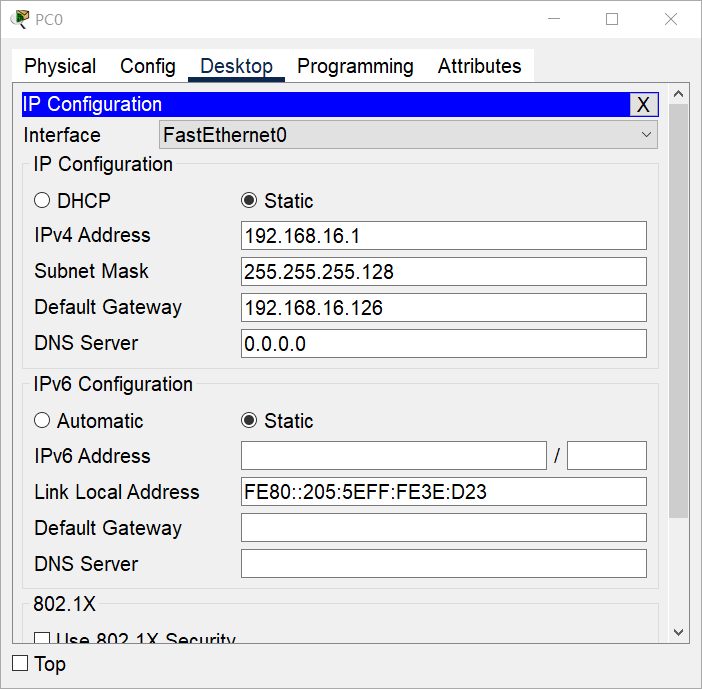 PC0
Physical Config Desktop Programming Attributes
IP Configuration X
Interface FastEthernet0
IP Configuration
DHCP Static
IPv4 Address 192.168.16.1
Subnet Mask 255.255.255.128
Default Gateway 192.168.16.126
DNS Server 0.0.0.0
IPv6 Configuration
Automatic Static
IPv6 Address /
Link Local Address FE80::205:5EFF:FE3E:D23
Default Gateway
DNS Server
802.1X
Use 802.1X Security
Top